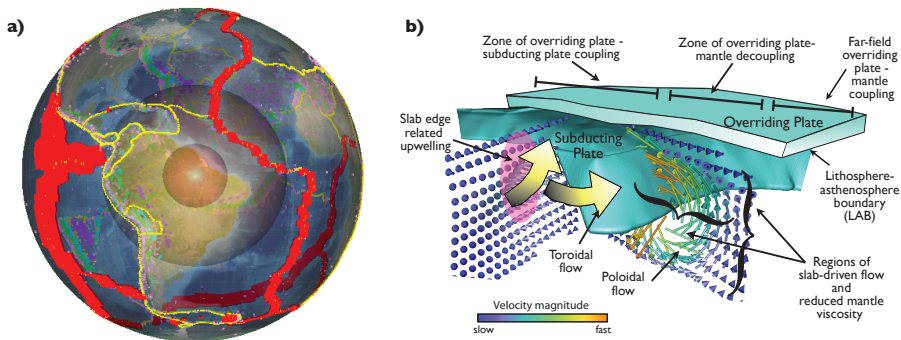 a)
b)
Zone of overriding plate -
subducting plate coupling
Zone of overriding plate-
mantle decoupling
Far-field
overriding
plate -
mantle
coupling
Slab edge
related
upwelling
Subducting
Plate
Overriding Plate
Lithosphere-
asthenosphere
boundary
(LAB)
Toroidal
flow
Poloidal
flow
Regions of
slab-driven flow
and
reduced mantle
viscosity
Velocity magnitude
slow
fast